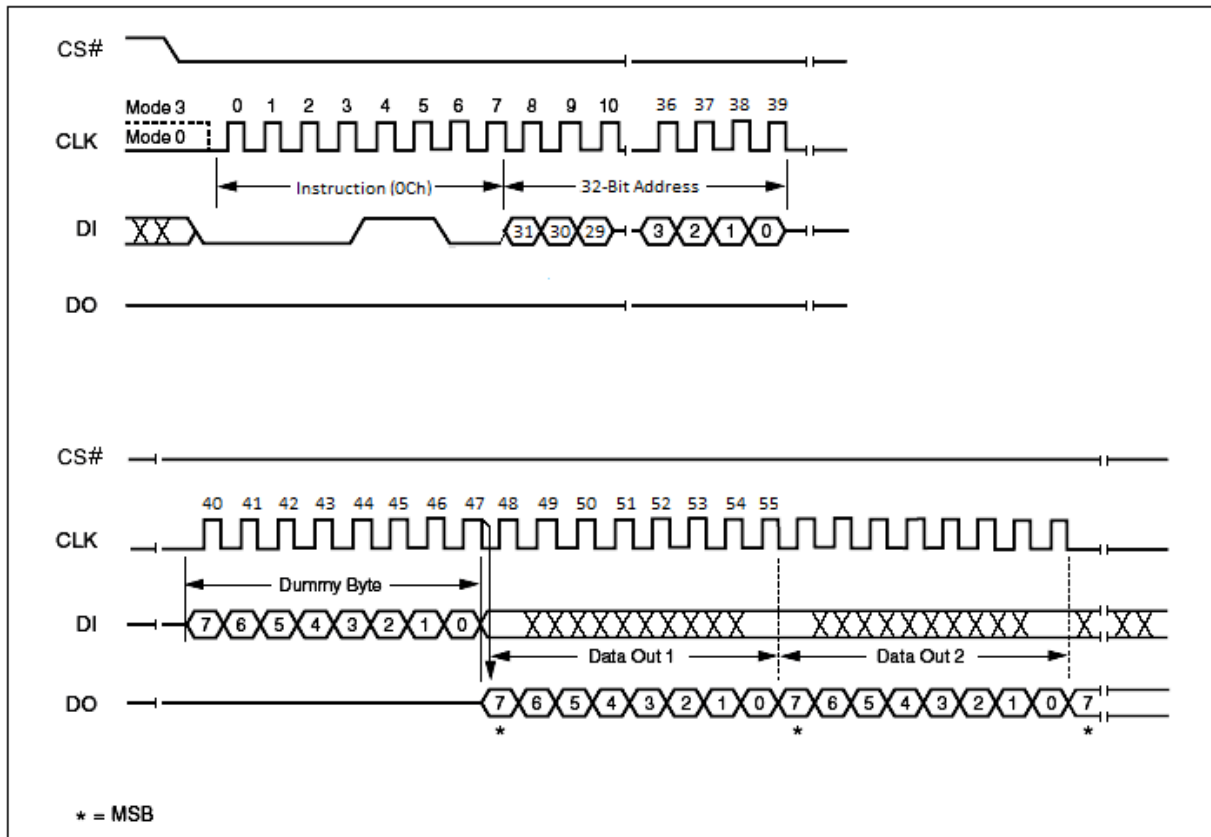 CS#
Mode 3 0 1 2 3 4 5 6 7 8 9 10 36 37 38 39
CLK Mode 0
Instruction (0Ch) 32-Bit Address
DI 31 30 29 3 2 1 0
DO
CS#
40 41 42 43 44 45 46 47 48 49 50 51 52 53 54 55
CLK
Dummy Byte
DI 7 6 5 4 3 2 1 0
Data Out 1 Data Out 2
DO 7 6 5 4 3 2 1 0 7 6 5 4 3 2 1 0 7
* * *
* = MSB